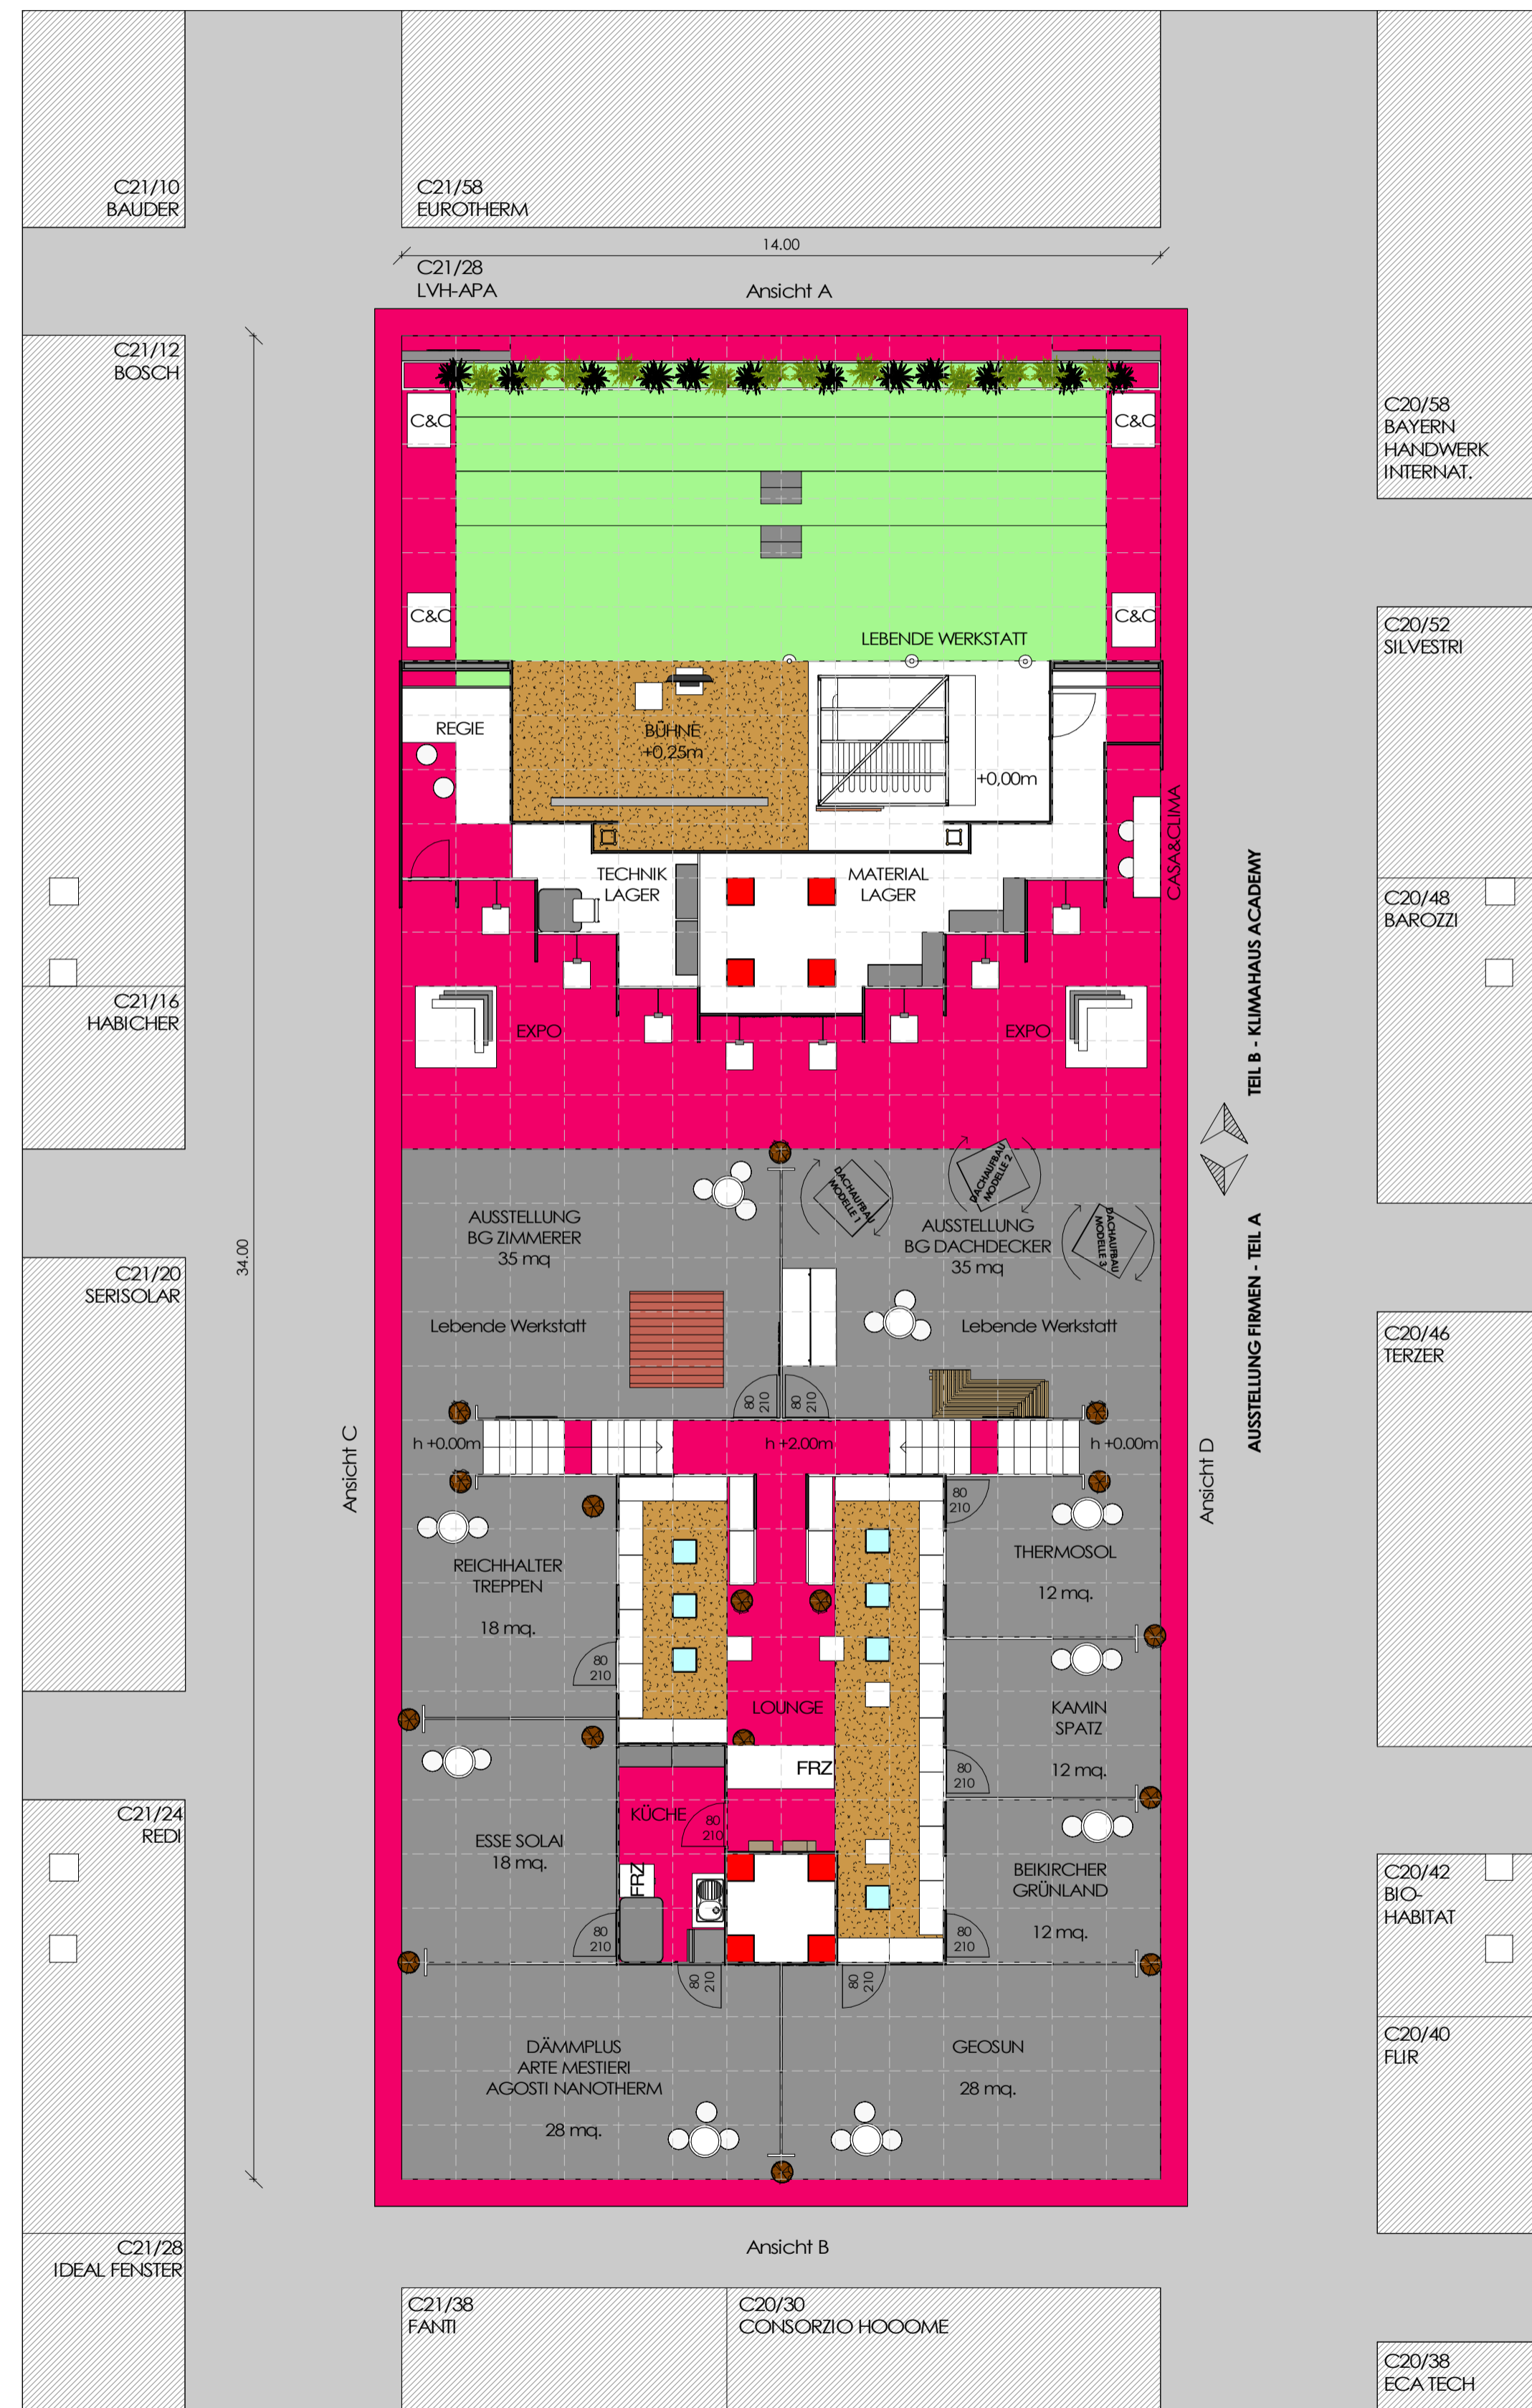 C21/10
BAUDER
C21/58
EUROTHERM
14.00
C21/28
LVH-APA
Ansicht A
C21/12
BOSCH
C20/58
BAYERN
HANDWERK
INTERNAT.
C&C
C&C
C&C
C&C
LEBENDE WERKSTATT
C20/52
SILVESTRI
REGIE
BÜHNE
+0,25m
+0,00m
CASA&CLIMA
TECHNIK
LAGER
MATERIAL
LAGER
C20/48
BAROZZI
C21/16
HABICHER
EXPO
EXPO
TEIL B - KLIMAHAUS ACADEMY
AUSSTELLUNG FIRMEN - TEIL A
34.00
DACHAUFBAU
MODELLE 1
DACHAUFBAU
MODELLE 2
DACHAUFBAU
MODELLE 3
AUSSTELLUNG
BG ZIMMERER
35 mq
AUSSTELLUNG
BG DACHDECKER
35 mq
C21/20
SERISOLAR
Lebende Werkstatt
Lebende Werkstatt
C20/46
TERZER
80
210
80
210
h +0.00m
h +2.00m
h +0.00m
Ansicht C
Ansicht D
80
210
REICHHALTER
TREPPEN
18 mq.
THERMOSOL
12 mq.
80
210
LOUNGE
KAMIN
SPATZ
12 mq.
FRZ
80
210
C21/24
REDI
KÜCHE
80
210
ESSE SOLAI
18 mq.
FRZ
BEIKIRCHER
GRÜNLAND
12 mq.
C20/42
BIO-
HABITAT
80
210
80
210
80
210
80
210
C20/40
FLIR
DÄMMPLUS
ARTE MESTIERI
AGOSTI NANOTHERM
28 mq.
GEOSUN
28 mq.
C21/28
IDEAL FENSTER
Ansicht B
C21/38
FANTI
C20/30
CONSORZIO HOOOME
C20/38
ECA TECH